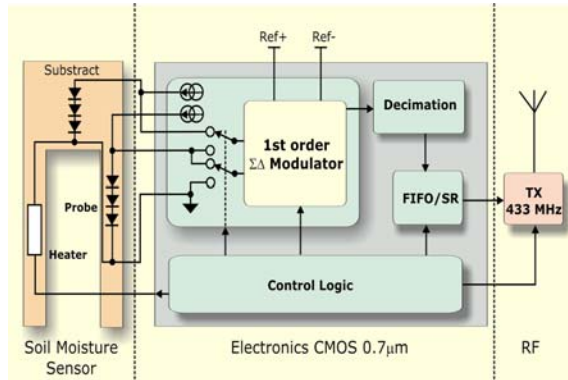 Ref+
Ref-
Substract
1st order
ΣΔ Modulator
Decimation
Probe
Heater
FIFO/SR
TX
433 MHz
Control Logic
Soil Moisture
Sensor
Electronics CMOS 0.7μm
RF